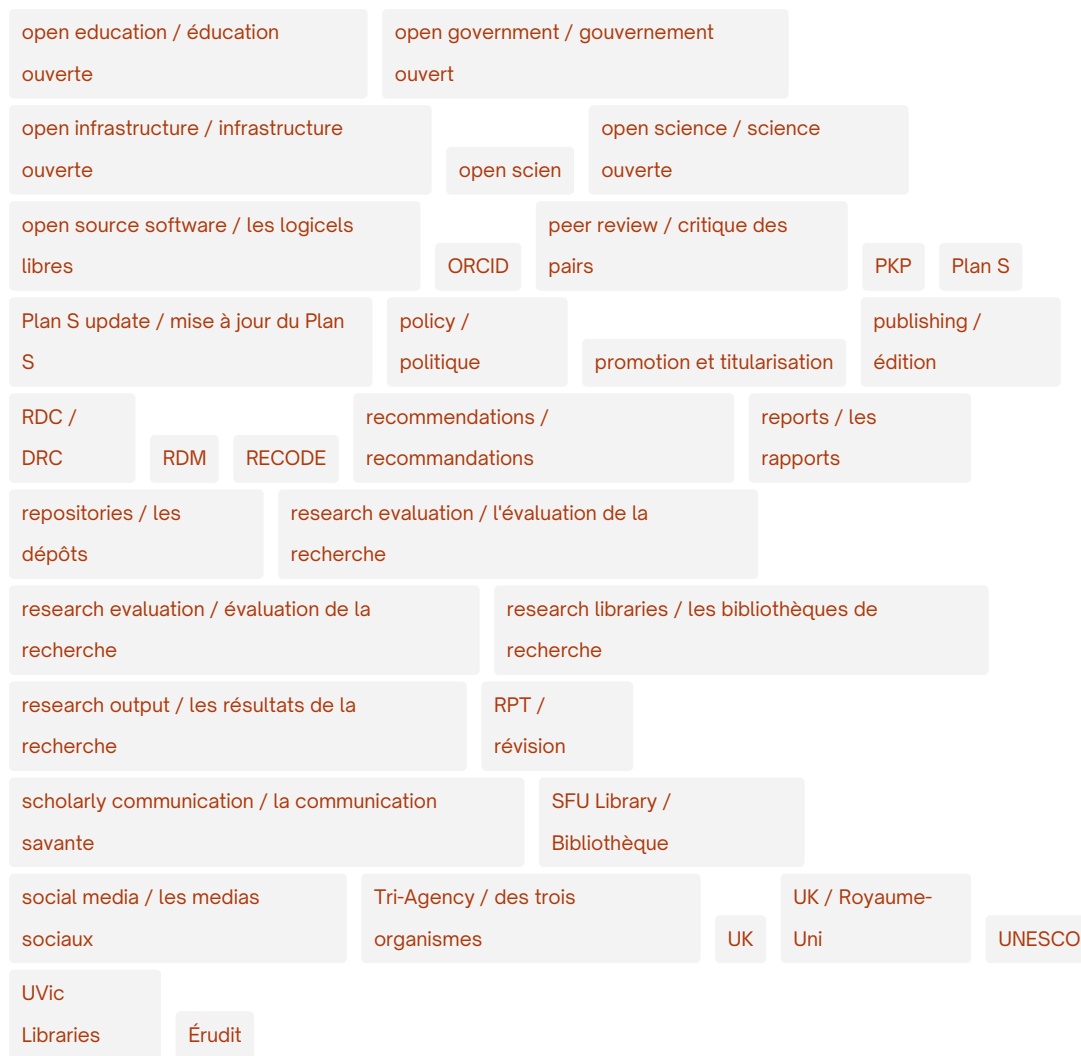 open education / éducation
ouverte
open government / gouvernement
ouvert
open infrastructure / infrastructure
ouverte
open scien
open science / science
ouverte
open source software / les logicels
libres
ORCID
peer review / critique des
pairs
PKP
Plan S
Plan S update / mise à jour du Plan
S
policy /
politique
promotion et titularisation
publishing /
édition
RDC /
DRC
RDM
RECODE
recommendations /
recommandations
reports / les
rapports
repositories / les
dépôts
research evaluation / l'évaluation de la
recherche
research evaluation / évaluation de la
recherche
research libraries / les bibliothèques de
recherche
research output / les résultats de la
recherche
RPT /
révision
scholarly communication / la communication
savante
SFU Library /
Bibliothèque
social media / les medias
sociaux
Tri-Agency / des trois
organismes
UK
UK / Royaume-
Uni
UNESCO
UVic
Libraries
Érudit